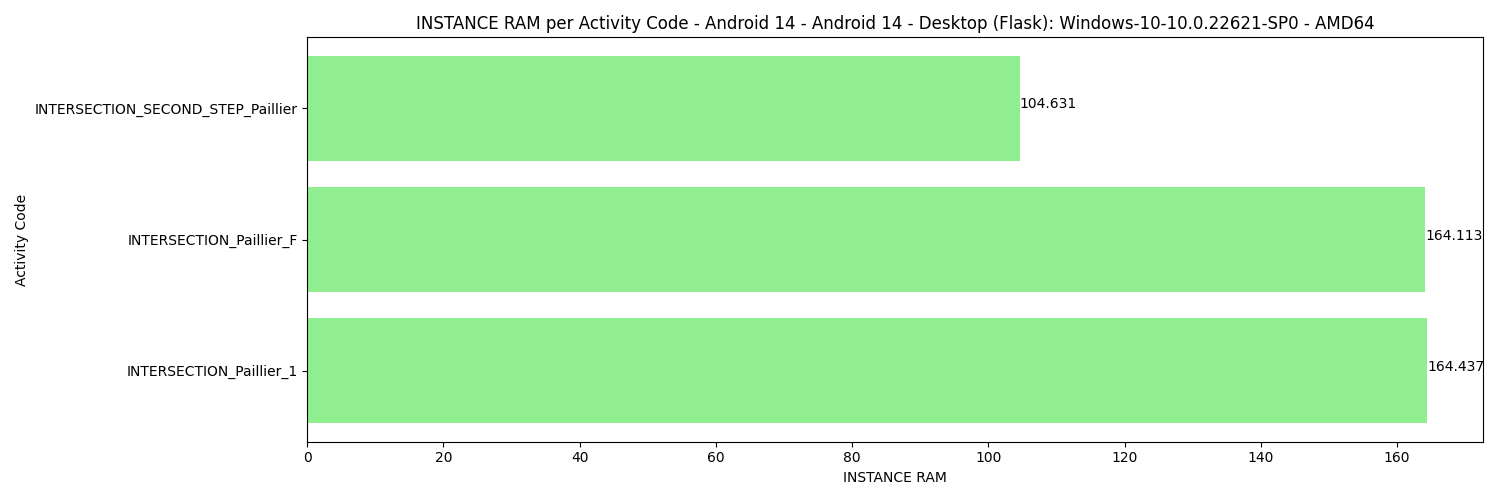 INSTANCE RAM per Activity Code - Android 14 - Android 14 - Desktop (Flask): Windows-10-10.0.22621-SP0 - AMD64
INTERSECTION_SECOND_STEP_Paillier
104.631
INTERSECTION_Paillier_F
164.113
INTERSECTION_Paillier_1
164.437
Activity Code
0 20 40 60 80 100 120 140 160
INSTANCE RAM